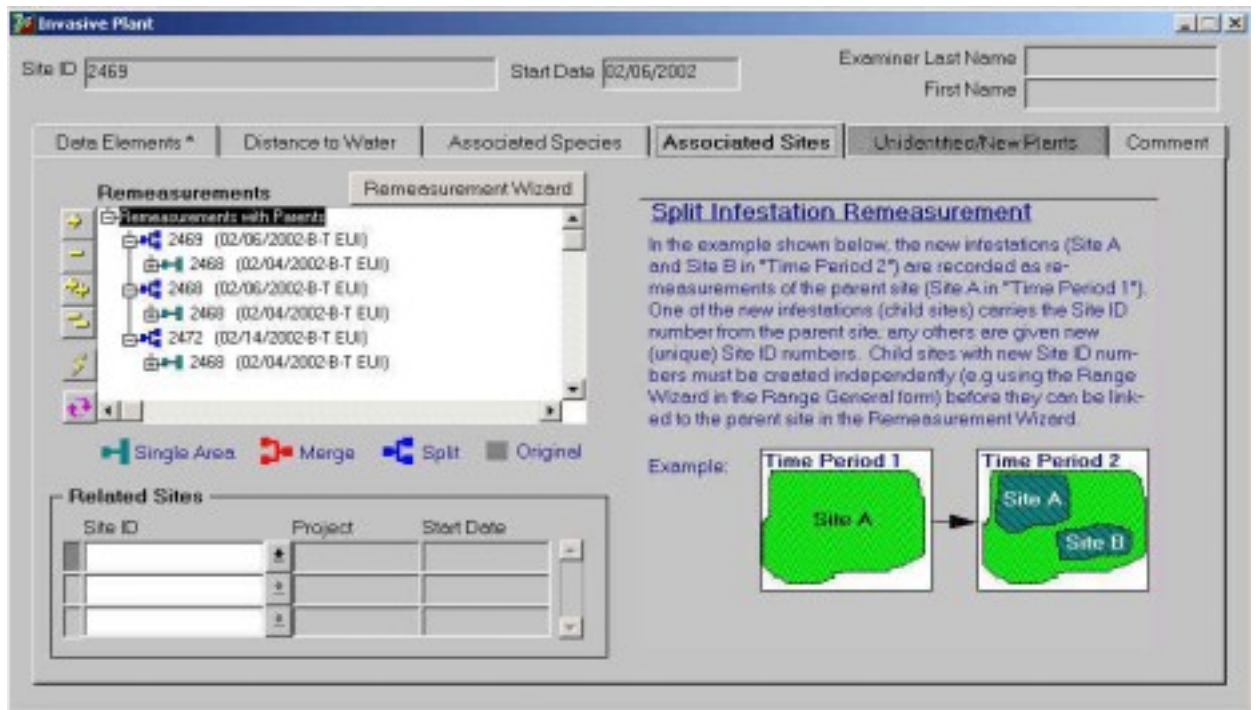 Invasive Plant
Site ID 2469 Start Date 02/06/2002 Examiner Last Name
First Name
Data Elements * Distance to Water Associated Species Associated Sites Unidentified/New Plants Comment
Remeasurements Remeasurement Wizard
Remeasurements with Parents
2469 (02/06/2002-B-T EUI)
2468 (02/04/2002-B-T EUI)
2468 (02/06/2002-B-T EUI)
2468 (02/04/2002-B-T EUI)
2472 (02/14/2002-B-T EUI)
2468 (02/04/2002-B-T EUI)
Single Area Merge Split Original
Related Sites
Site ID Project Start Date
Split Infestation Remeasurement
In the example shown below, the new infestations (Site A
and Site B in "Time Period 2") are recorded as re-
measurements of the parent site (Site A in "Time Period 1").
One of the new infestations (child sites) carries the Site ID
number from the parent site, any others are given new
(unique) Site ID numbers. Child sites with new Site ID num-
bers must be created independently (e.g using the Range
Wizard in the Range General form) before they can be link-
ed to the parent site in the Remeasurement Wizard.
Example: Time Period 1 Time Period 2
Site A Site A
Site B